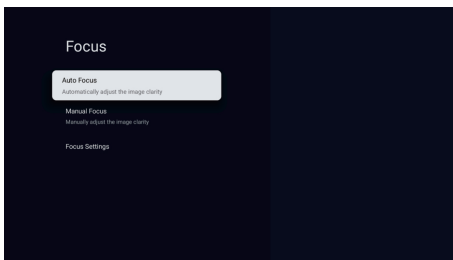 Focus
Auto Focus
Automatically adjust the image clarity
Manual Focus
Manually adjust the image clarity
Focus Settings